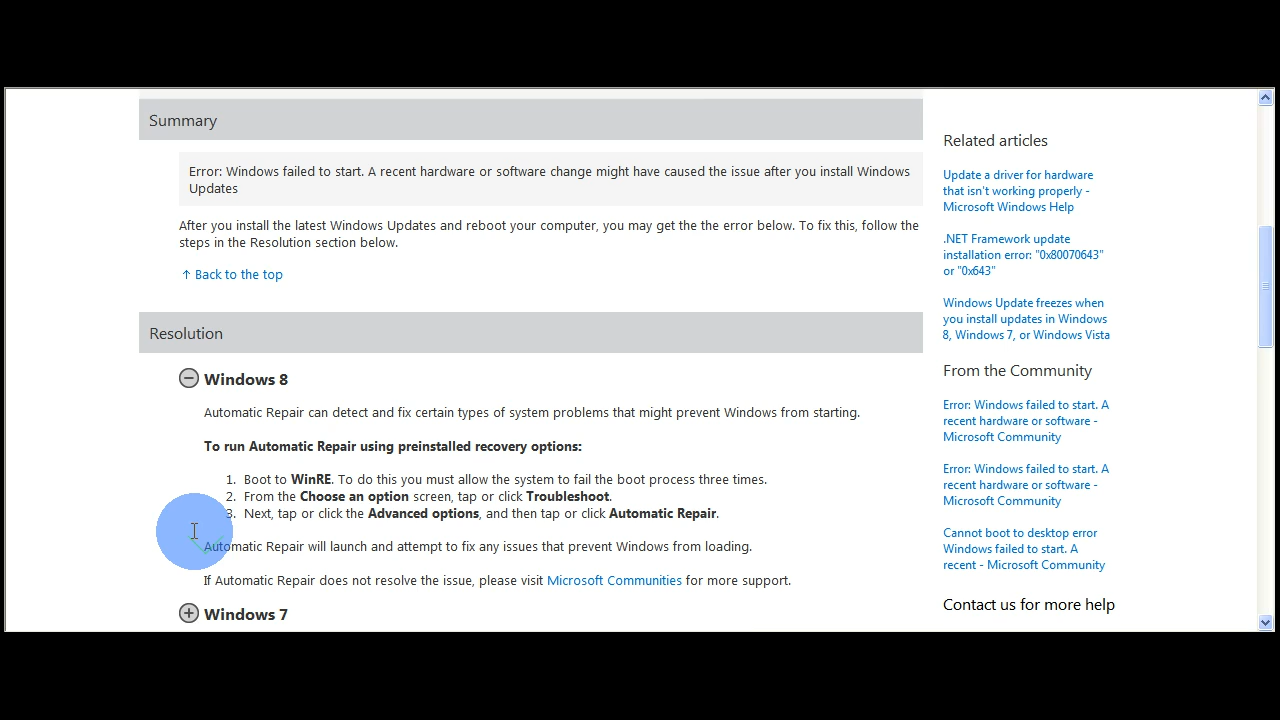 Summary
Error: Windows failed to start. A recent hardware or software change might have caused the issue after you install Windows
Updates
After you install the latest Windows Updates and reboot your computer, you may get the the error below. To fix this, follow the
steps in the Resolution section below.
↑ Back to the top
Resolution
Windows 8
Automatic Repair can detect and fix certain types of system problems that might prevent Windows from starting.
To run Automatic Repair using preinstalled recovery options:
1. Boot to WinRE. To do this you must allow the system to fail the boot process three times.
2. From the Choose an option screen, tap or click Troubleshoot.
3. Next, tap or click the Advanced options, and then tap or click Automatic Repair.
Automatic Repair will launch and attempt to fix any issues that prevent Windows from loading.
If Automatic Repair does not resolve the issue, please visit Microsoft Communities for more support.
Windows 7
Related articles
Update a driver for hardware
that isn't working properly -
Microsoft Windows Help
.NET Framework update
installation error: "0x80070643"
or "0x643"
Windows Update freezes when
you install updates in Windows
8, Windows 7, or Windows Vista
From the Community
Error: Windows failed to start. A
recent hardware or software -
Microsoft Community
Error: Windows failed to start. A
recent hardware or software -
Microsoft Community
Cannot boot to desktop error
Windows failed to start. A
recent - Microsoft Community
Contact us for more help